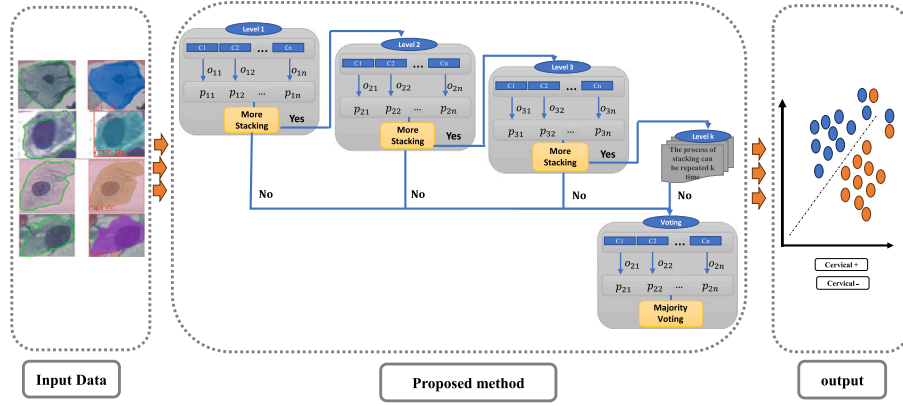 Level 1
C1 C2 ... Cn
o11 o12 o1n
p11 p12 ... p1n
More
Stacking
Yes
Level 2
C1 C2 ... Cn
o21 o22 o2n
p21 p22 ... p2n
More
Stacking
Yes
Level 3
C1 C2 ... Cn
o31 o32 o3n
p31 p32 ... p3n
More
Stacking
Yes
Level k
The process of
stacking can
be repeated k
time
No
No
No
No
Voting
C1 C2 ... Cn
o21 o22 o2n
p21 p22 ... p2n
Majority
Voting
Cervical +
Cervical –
Input Data
Proposed method
output